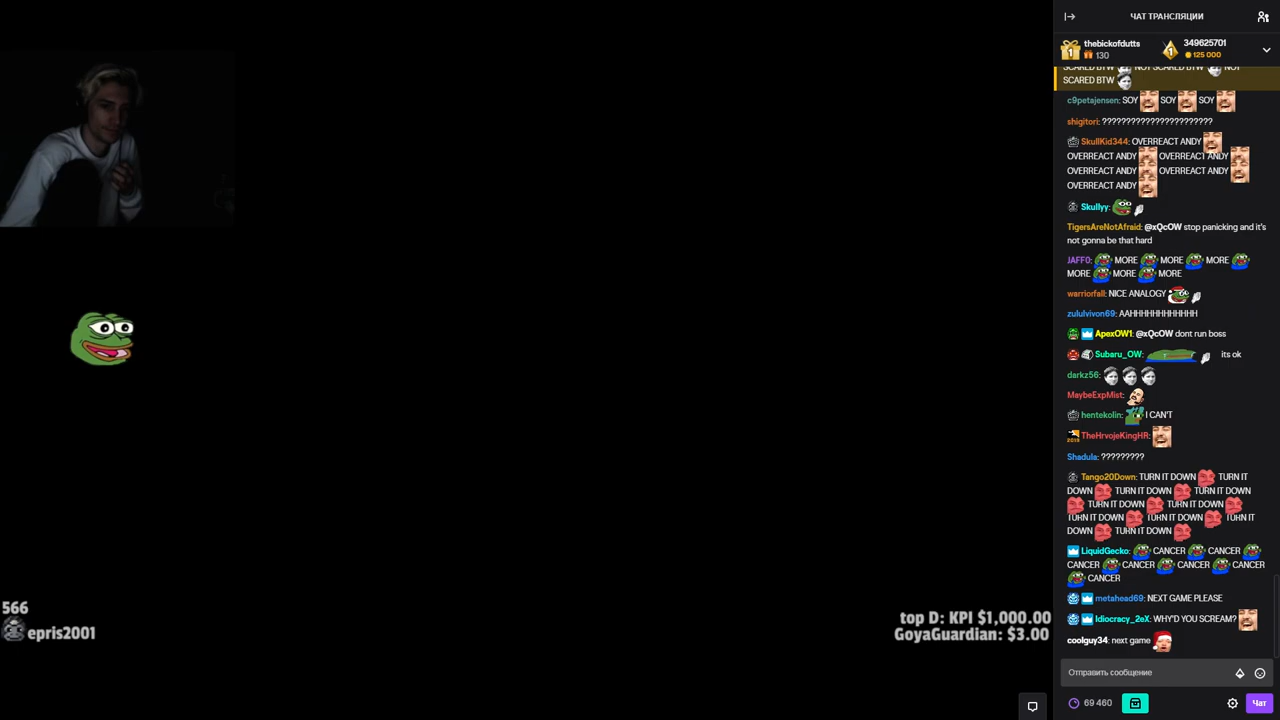 566
epris2001
top D: KPI $1,000.00
GoyaGuardian: $3.00
ЧАТ ТРАНСЛЯЦИИ
thebickofdutts
1
130
1
349625701
125 000
SCARED BTW NOT SCARED BTW NOT
SCARED BTW
c9petajensen: SOY SOY SOY
shigitori: ???????????????????????
SkullKid344: OVERREACT ANDY
OVERREACT ANDY OVERREACT ANDY
OVERREACT ANDY OVERREACT ANDY
OVERREACT ANDY
Skullyy:
TigersAreNotAfraid: @xQcOW stop panicking and it's
not gonna be that hard
JAFF0: MORE MORE MORE
MORE MORE MORE
warriorfall: NICE ANALOGY
zululvivon69: AAHHHHHHHHHHHH
ApexOW1: @xQcOW dont run boss
Subaru_OW: its ok
darkz56:
MaybeExpMist:
hentekolin: I CAN'T
2019 TheHrvojeKingHR:
Shadula: ?????????
Tango20Down: TURN IT DOWN TURN IT
DOWN TURN IT DOWN TURN IT DOWN
TURN IT DOWN TURN IT DOWN
TURN IT DOWN TURN IT DOWN TURN IT
DOWN TURN IT DOWN
LiquidGecko: CANCER CANCER
CANCER CANCER CANCER CANCER
CANCER
metahead69: NEXT GAME PLEASE
Idiocracy_2eX: WHY'D YOU SCREAM?
coolguy34: next game
Отправить сообщение
69 460
Чат